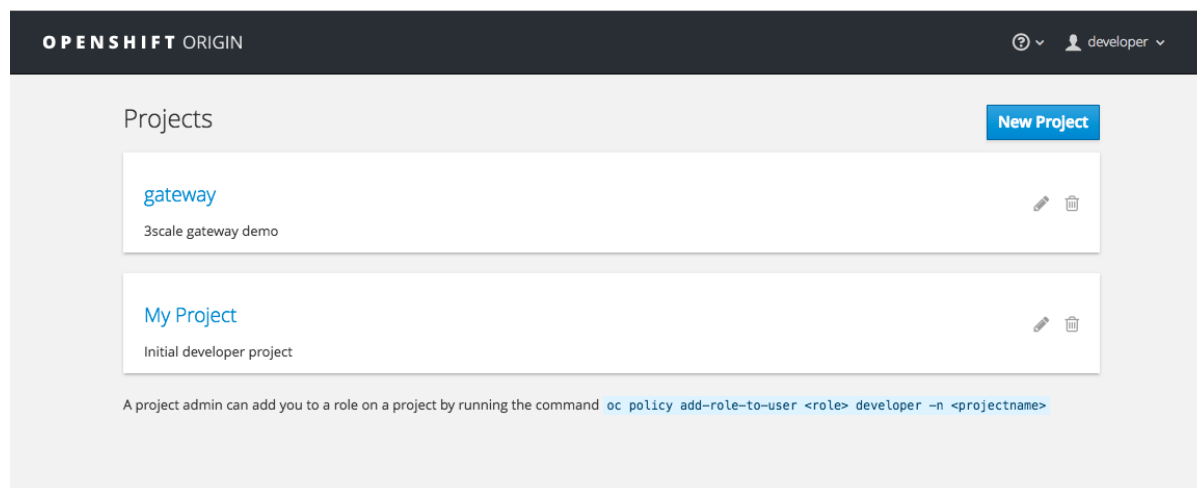 OPENSHIFT ORIGIN
developer
Projects
New Project
gateway
3scale gateway demo
My Project
Initial developer project
A project admin can add you to a role on a project by running the command oc policy add-role-to-user <role> developer -n <projectname>